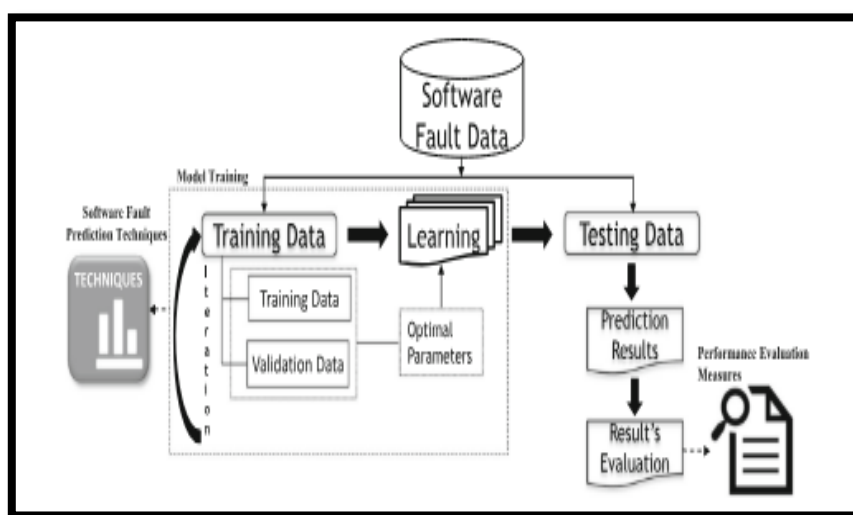 Software
Fault Data
Model Training
Software Fault
Prediction Techniques
TECHNIQUES
Training Data
Learning
Testing Data
Iteration
Training Data
Validation Data
Optimal
Parameters
Prediction
Results
Performance Evaluation
Measures
Result's
Evaluation